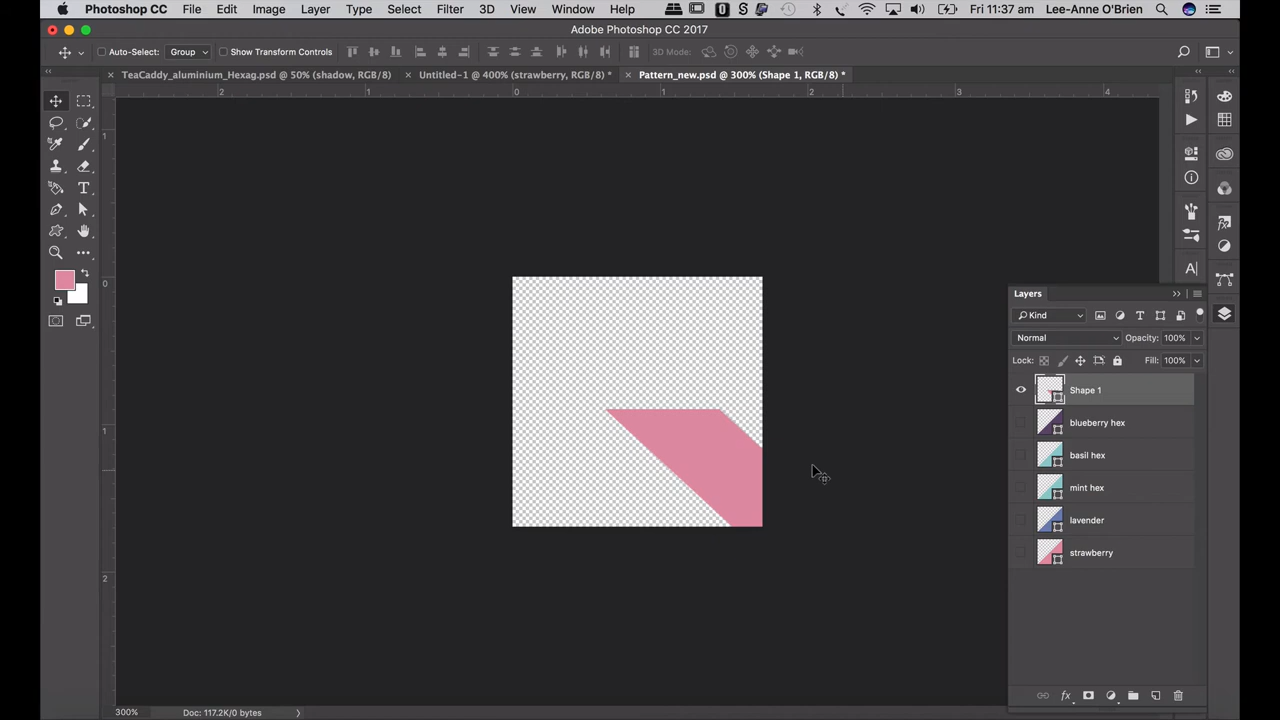 Photoshop CC File Edit Image Layer Type Select Filter 3D View Window Help Fri 11:37 am Lee-Anne O'Brien
Adobe Photoshop CC 2017
Auto-Select: Group Show Transform Controls 3D Mode:
TeaCaddy_aluminium_Hexag.psd @ 50% (shadow, RGB/8) Untitled-1 @ 400% (strawberry, RGB/8) * Pattern_new.psd @ 300% (Shape 1, RGB/8) *
2 1 0 1 2 3 4
1
0
1
2
Layers
Kind
Normal Opacity: 100%
Lock: Fill: 100%
Shape 1
blueberry hex
basil hex
mint hex
lavender
strawberry
fx
300% Doc: 117.2K/0 bytes